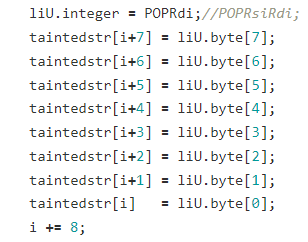 liU.integer = POPRdi;//POPRsiRdi;
taintedstr[i+7] = liU.byte[7];
taintedstr[i+6] = liU.byte[6];
taintedstr[i+5] = liU.byte[5];
taintedstr[i+4] = liU.byte[4];
taintedstr[i+3] = liU.byte[3];
taintedstr[i+2] = liU.byte[2];
taintedstr[i+1] = liU.byte[1];
taintedstr[i]   = liU.byte[0];
i += 8;